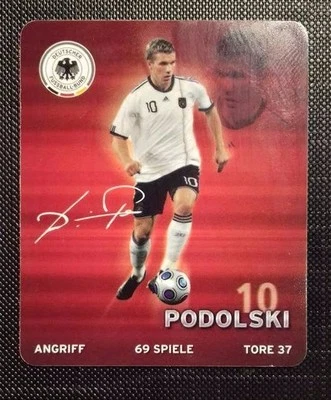 DEUTSCHER
FUSSBALL-BUND
10
10
10
PODOLSKI
ANGRIFF 69 SPIELE TORE 37